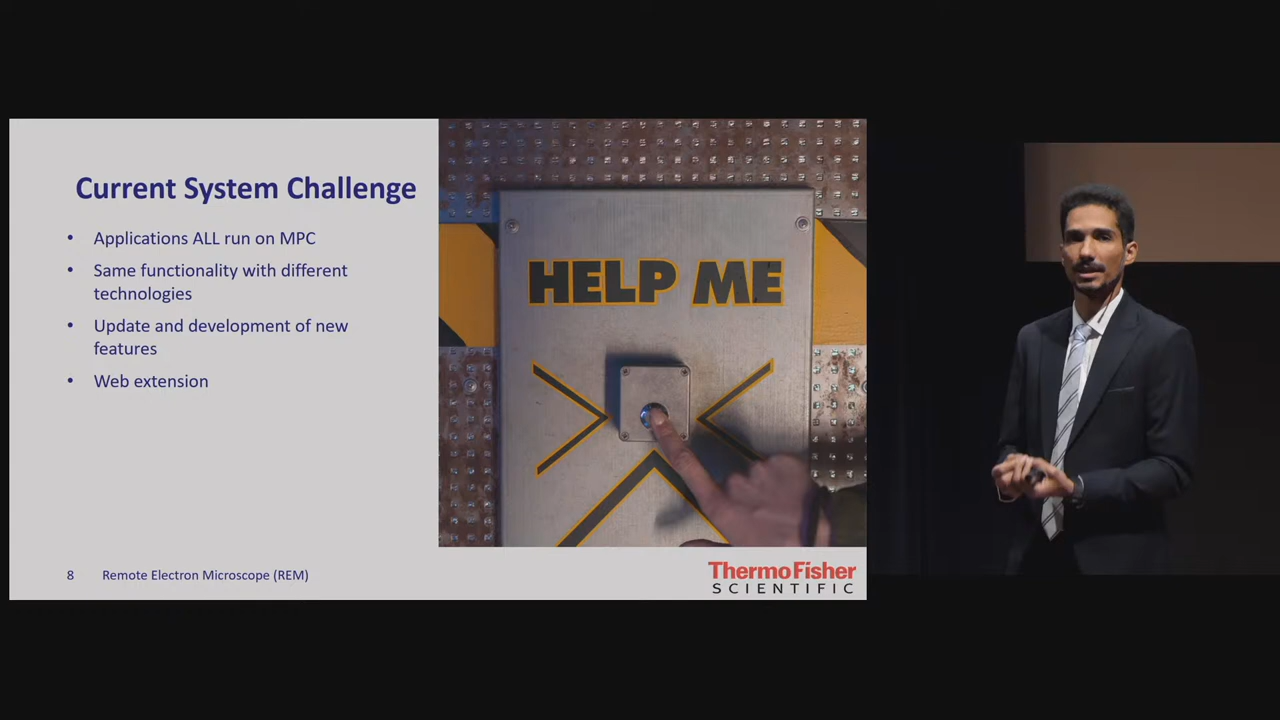 Current System Challenge
• Applications ALL run on MPC
• Same functionality with different
technologies
• Update and development of new
features
• Web extension
HELP ME
8 Remote Electron Microscope (REM)
ThermoFisher
SCIENTIFIC